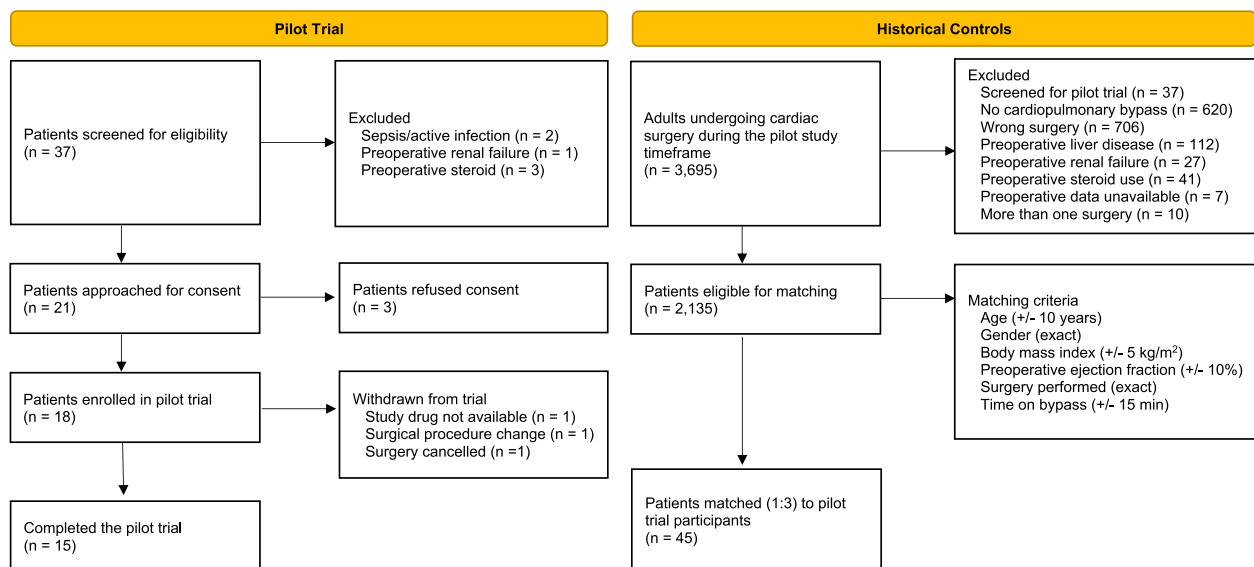 Pilot Trial
Patients screened for eligibility
(n = 37)
Excluded
Sepsis/active infection (n = 2)
Preoperative renal failure (n = 1)
Preoperative steroid (n = 3)
Patients approached for consent
(n = 21)
Patients refused consent
(n = 3)
Patients enrolled in pilot trial
(n = 18)
Withdrawn from trial
Study drug not available (n = 1)
Surgical procedure change (n = 1)
Surgery cancelled (n =1)
Completed the pilot trial
(n = 15)
Historical Controls
Adults undergoing cardiac
surgery during the pilot study
timeframe
(n = 3,695)
Excluded
Screened for pilot trial (n = 37)
No cardiopulmonary bypass (n = 620)
Wrong surgery (n = 706)
Preoperative liver disease (n = 112)
Preoperative renal failure (n = 27)
Preoperative steroid use (n = 41)
Preoperative data unavailable (n = 7)
More than one surgery (n = 10)
Patients eligible for matching
(n = 2,135)
Matching criteria
Age (+/- 10 years)
Gender (exact)
Body mass index (+/- 5 kg/m²)
Preoperative ejection fraction (+/- 10%)
Surgery performed (exact)
Time on bypass (+/- 15 min)
Patients matched (1:3) to pilot
trial participants
(n = 45)